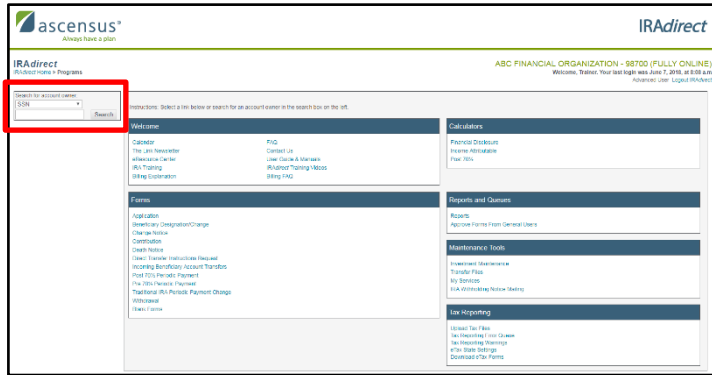 ascensus®
Always have a plan
IRAdirect
IRAdirect
IRAdirect Home » Programs
ABC FINANCIAL ORGANIZATION - 98700 (FULLY ONLINE)
Welcome, Trainer. Your last login was June 7, 2018, at 8:03 a.m
Advanced User Logout IRAdirect
Search for account owner:
SSN
Search
Instructions: Select a link below or search for an account owner in the search box on the left.
Welcome
Calendar
The Link Newsletter
eResource Center
IRA Training
Billing Explanation
FAQ
Contact Us
User Guide & Manuals
IRAdirect Training Videos
Billing FAQ
Calculators
Financial Disclosure
Income Attributable
Post 70½
Forms
Application
Beneficiary Designation/Change
Change Notice
Contribution
Death Notice
Direct Transfer Instructions Request
Incoming Beneficiary Account Transfers
Post 70½ Periodic Payment
Pre 70½ Periodic Payment
Traditional IRA Periodic Payment Change
Withdrawal
Blank Forms
Reports and Queues
Reports
Approve Forms From General Users
Maintenance Tools
Investment Maintenance
Transfer Files
My Services
IRA Withholding Notice Mailing
Tax Reporting
Upload Tax Files
Tax Reporting Error Queue
Tax Reporting Warnings
eTax State Settings
Download eTax Forms